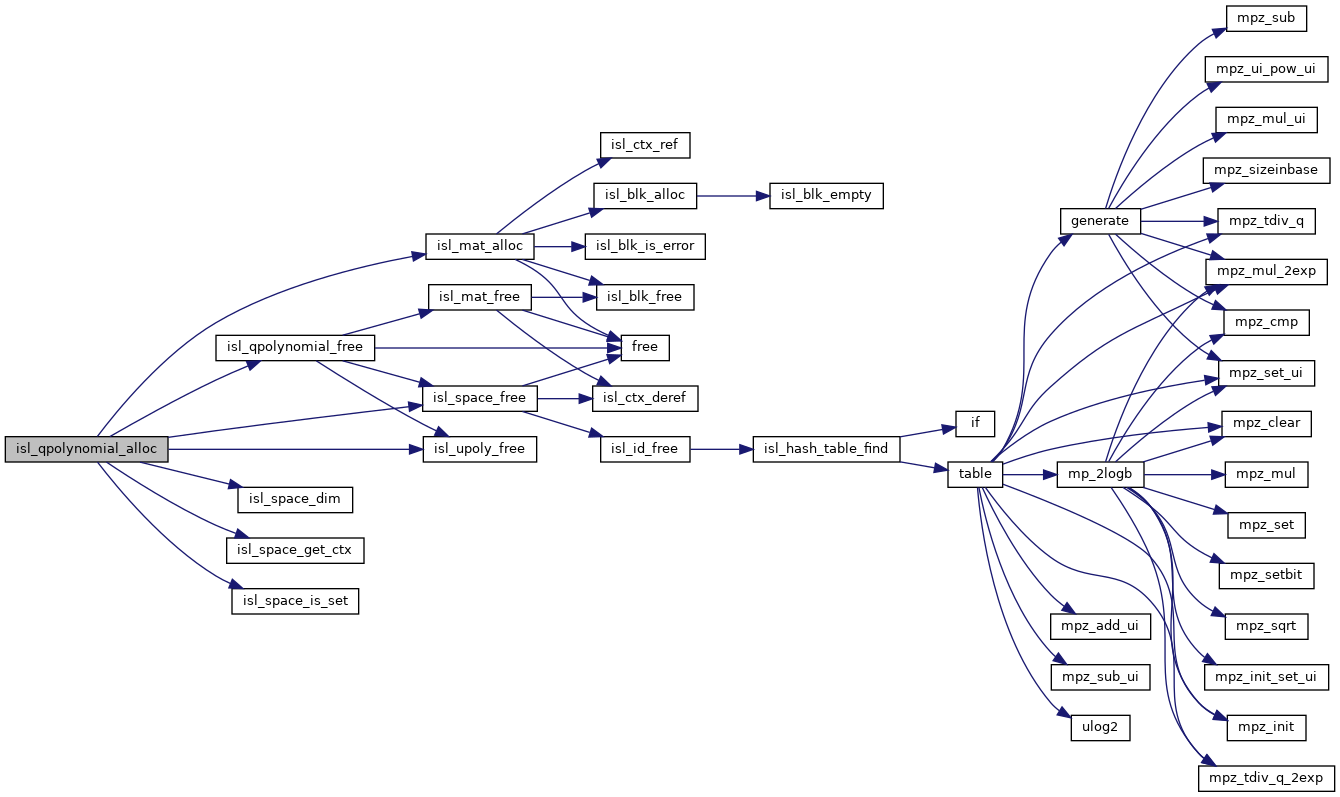 isl_qpolynomial_alloc
isl_mat_alloc
isl_qpolynomial_free
isl_mat_free
isl_space_free
isl_upoly_free
isl_space_dim
isl_space_get_ctx
isl_space_is_set
isl_ctx_ref
isl_blk_alloc
isl_blk_is_error
isl_blk_free
free
isl_ctx_deref
isl_id_free
isl_blk_empty
isl_hash_table_find
if
table
generate
mp_2logb
mpz_add_ui
mpz_sub_ui
ulog2
mpz_sub
mpz_ui_pow_ui
mpz_mul_ui
mpz_sizeinbase
mpz_tdiv_q
mpz_mul_2exp
mpz_cmp
mpz_set_ui
mpz_clear
mpz_mul
mpz_set
mpz_setbit
mpz_sqrt
mpz_init_set_ui
mpz_init
mpz_tdiv_q_2exp